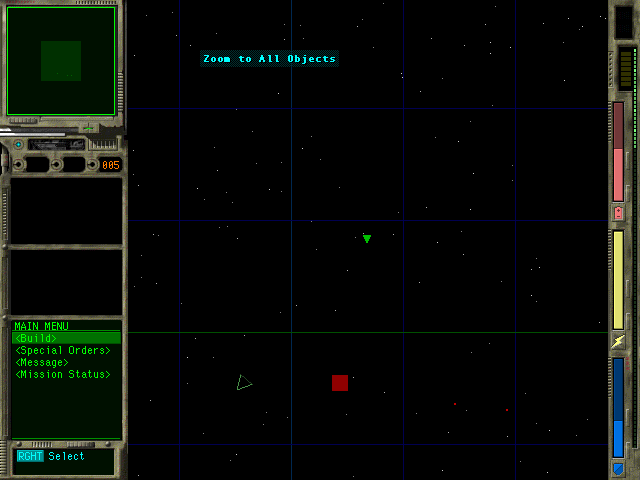 Zoom to All Objects
005
MAIN MENU
<Build>
<Special Orders>
<Message>
<Mission Status>
RGHT Select